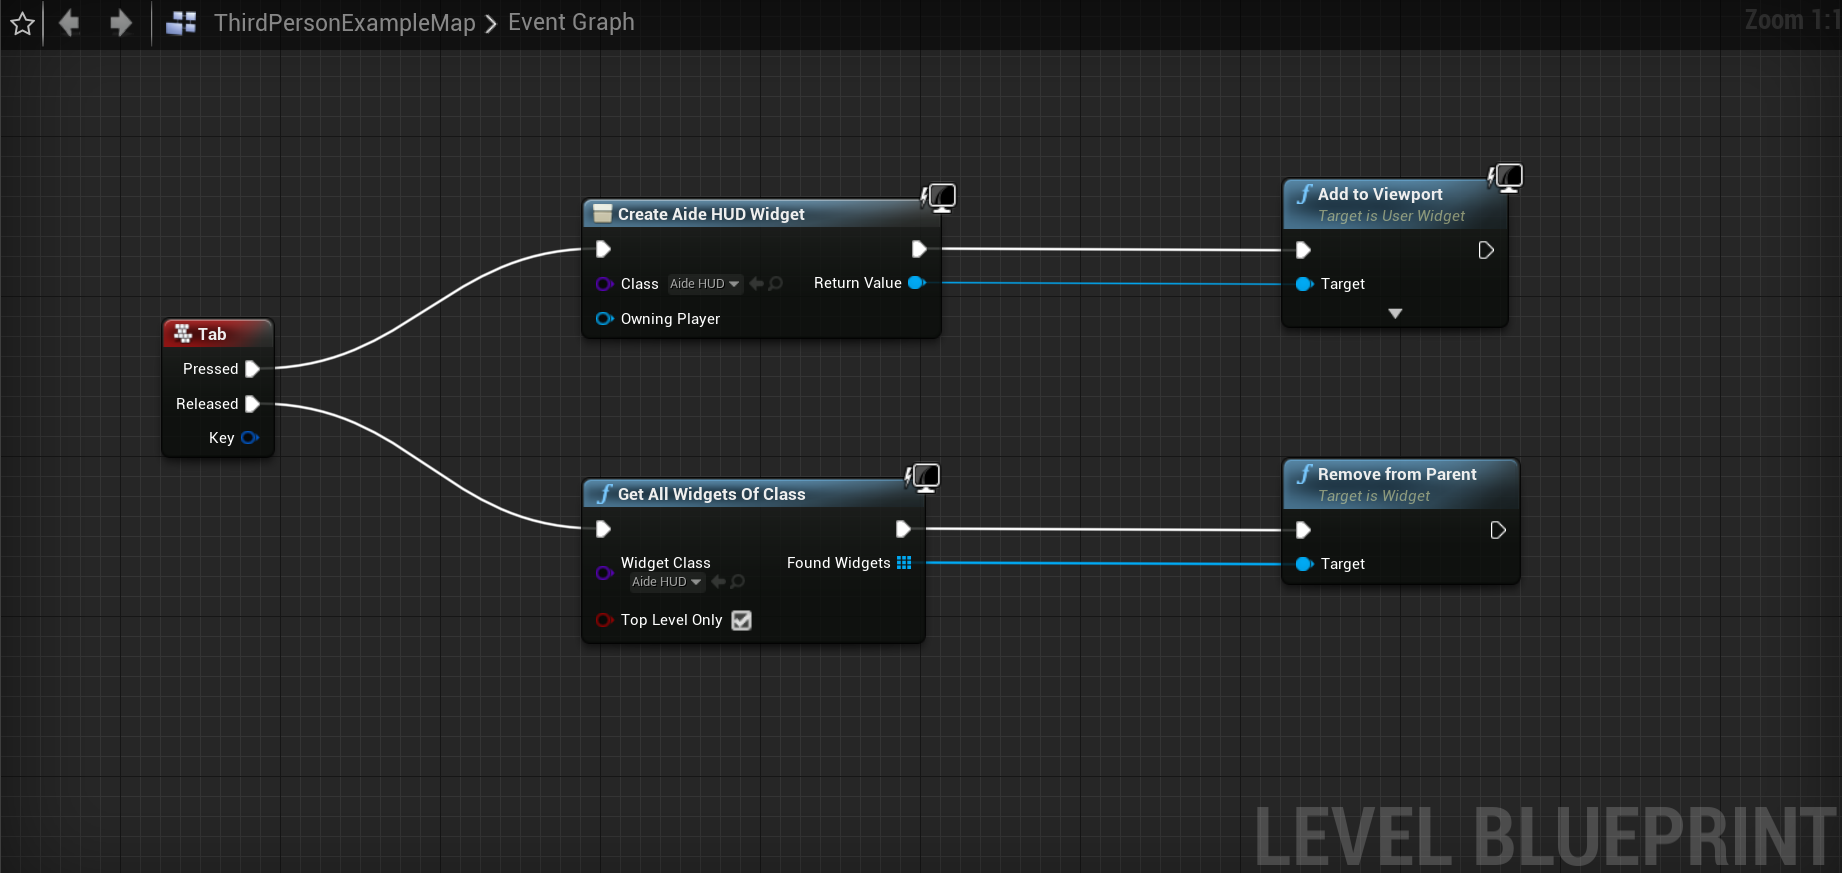 ThirdPersonExampleMap > Event Graph
Zoom 1:1
Create Aide HUD Widget
Class Aide HUD
Return Value
Owning Player
Add to Viewport
Target is User Widget
Target
Tab
Pressed
Released
Key
Get All Widgets Of Class
Widget Class
Aide HUD
Found Widgets
Top Level Only
Remove from Parent
Target is Widget
Target
LEVEL BLUEPRINT